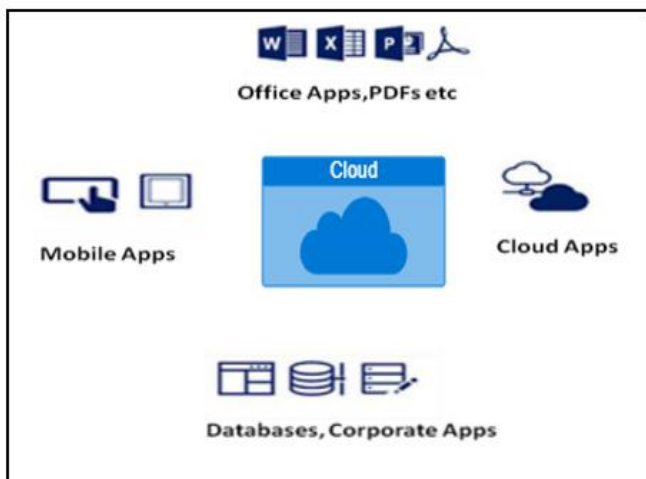 W X P
Office Apps,PDFs etc
Cloud
Mobile Apps
Cloud Apps
Databases, Corporate Apps